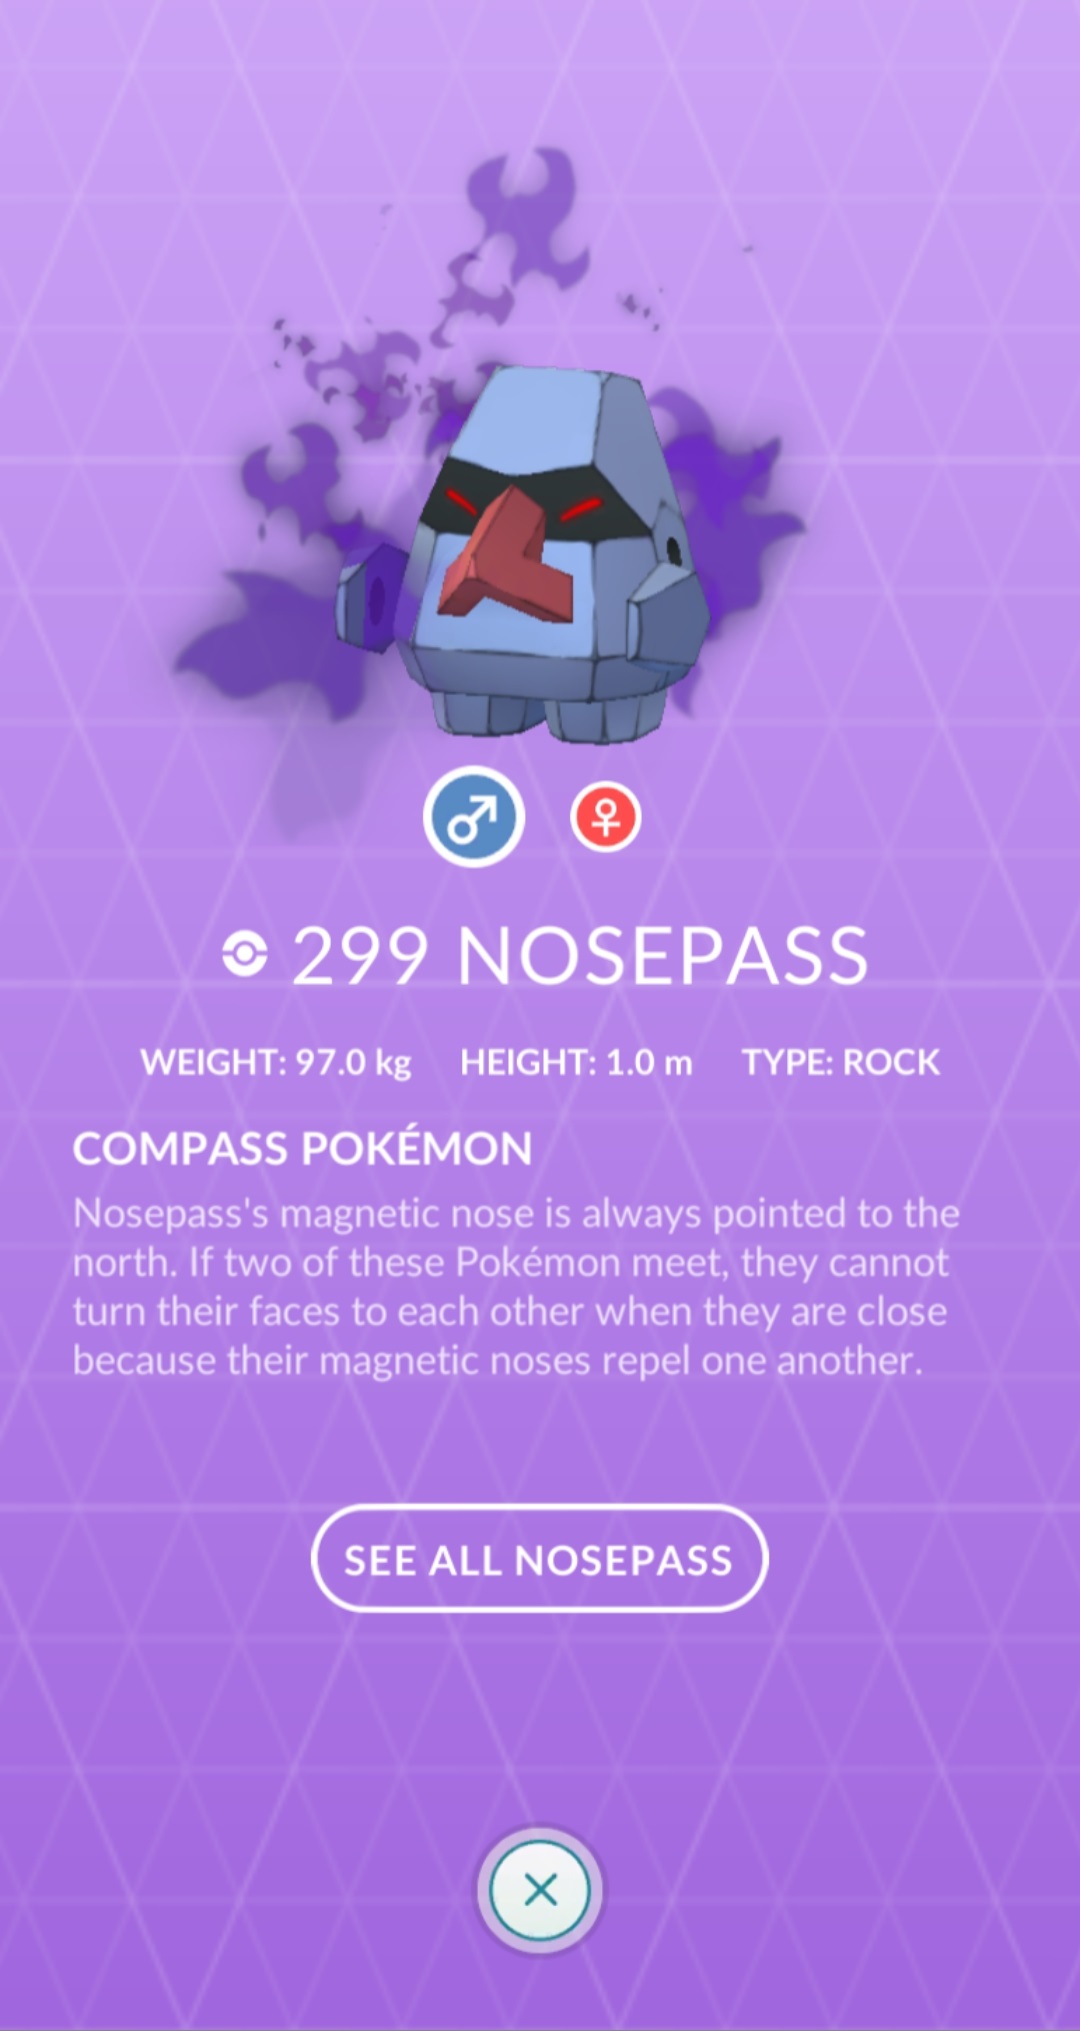 299 NOSEPASS
WEIGHT: 97.0 kg HEIGHT: 1.0 m TYPE: ROCK
COMPASS POKÉMON
Nosepass's magnetic nose is always pointed to the
north. If two of these Pokémon meet, they cannot
turn their faces to each other when they are close
because their magnetic noses repel one another.
SEE ALL NOSEPASS